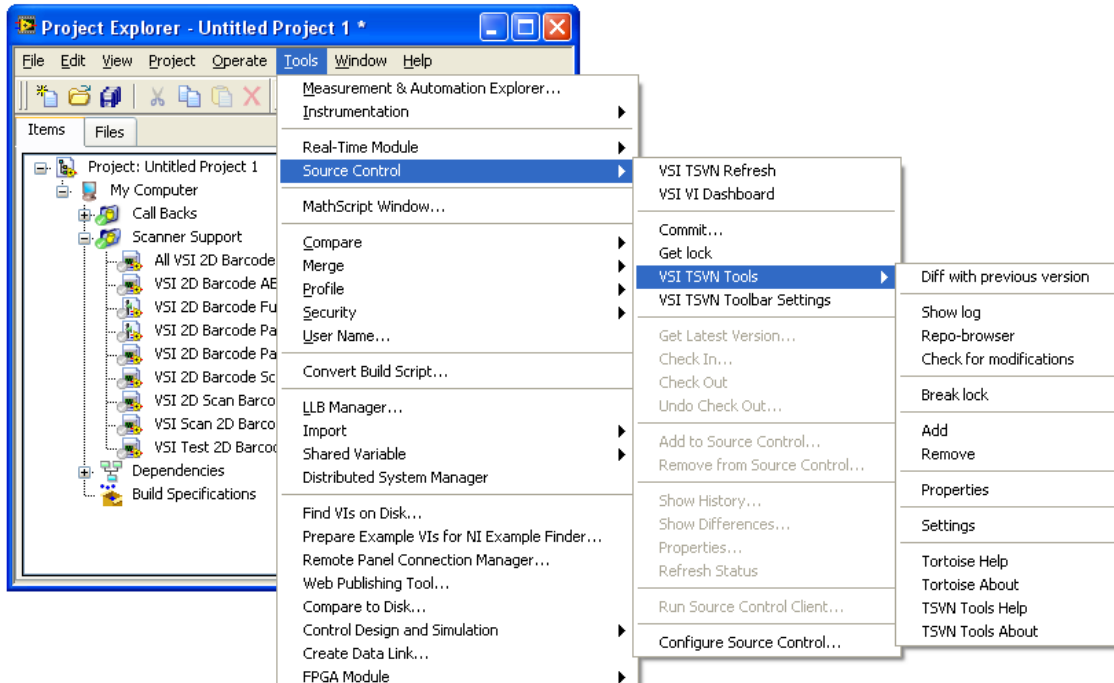 Project Explorer - Untitled Project 1 *
File Edit View Project Operate Tools Window Help
Items Files
Project: Untitled Project 1
My Computer
Call Backs
Scanner Support
All VSI 2D Barcode
VSI 2D Barcode AE
VSI 2D Barcode Fu
VSI 2D Barcode Pa
VSI 2D Barcode Pa
VSI 2D Barcode Sc
VSI 2D Scan Barco
VSI Scan 2D Barco
VSI Test 2D Barcod
Dependencies
Build Specifications
Measurement & Automation Explorer...
Instrumentation
Real-Time Module
Source Control
MathScript Window...
Compare
Merge
Profile
Security
User Name...
Convert Build Script...
LLB Manager...
Import
Shared Variable
Distributed System Manager
Find VIs on Disk...
Prepare Example VIs for NI Example Finder...
Remote Panel Connection Manager...
Web Publishing Tool...
Compare to Disk...
Control Design and Simulation
Create Data Link...
FPGA Module
VSI TSVN Refresh
VSI VI Dashboard
Commit...
Get lock
VSI TSVN Tools
VSI TSVN Toolbar Settings
Get Latest Version...
Check In...
Check Out
Undo Check Out...
Add to Source Control...
Remove from Source Control...
Show History...
Show Differences...
Properties...
Refresh Status
Run Source Control Client...
Configure Source Control...
Diff with previous version
Show log
Repo-browser
Check for modifications
Break lock
Add
Remove
Properties
Settings
Tortoise Help
Tortoise About
TSVN Tools Help
TSVN Tools About